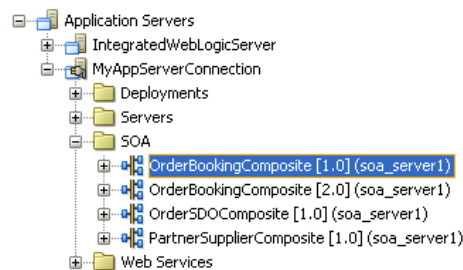 Application Servers
IntegratedWebLogicServer
MyAppServerConnection
Deployments
Servers
SOA
OrderBookingComposite [1.0] (soa_server1)
OrderBookingComposite [2.0] (soa_server1)
OrderSDOComposite [1.0] (soa_server1)
PartnerSupplierComposite [1.0] (soa_server1)
Web Services